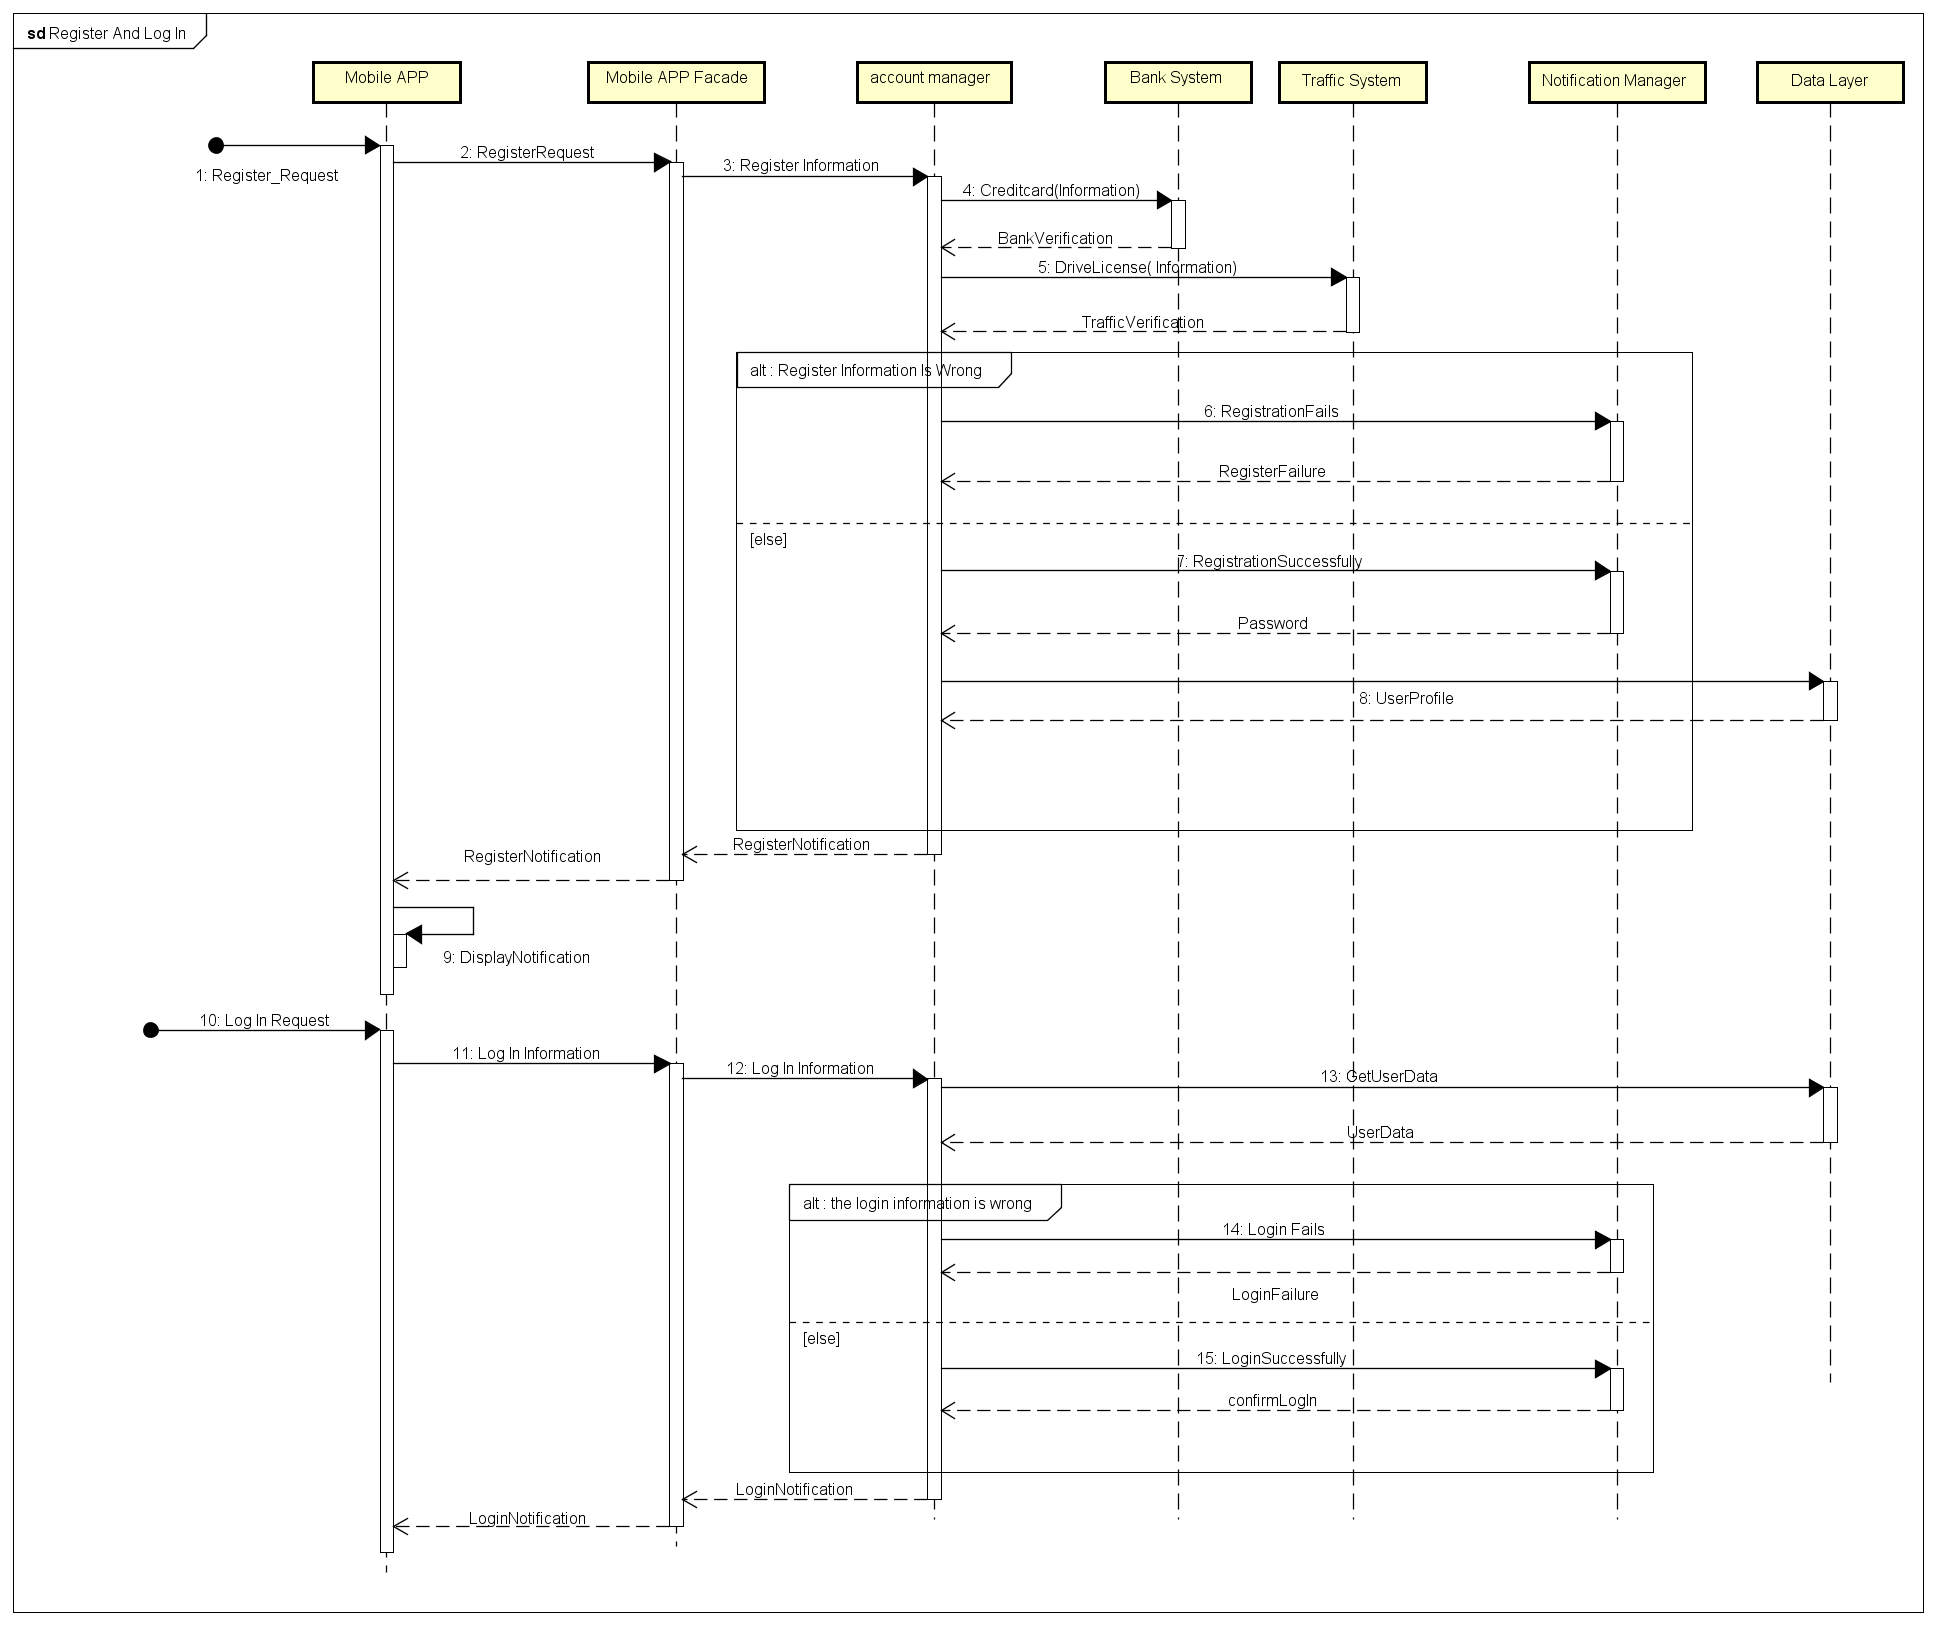 sd Register And Log In
Mobile APP
Mobile APP Facade
account manager
Bank System
Traffic System
Notification Manager
Data Layer
1: Register_Request
2: RegisterRequest
3: Register Information
4: Creditcard(Information)
BankVerification
5: DriveLicense( Information)
TrafficVerification
alt : Register Information Is Wrong
6: RegistrationFails
RegisterFailure
[else]
7: RegistrationSuccessfully
Password
8: UserProfile
RegisterNotification
RegisterNotification
9: DisplayNotification
10: Log In Request
11: Log In Information
12: Log In Information
13: GetUserData
UserData
alt : the login information is wrong
14: Login Fails
LoginFailure
[else]
15: LoginSuccessfully
confirmLogIn
LoginNotification
LoginNotification